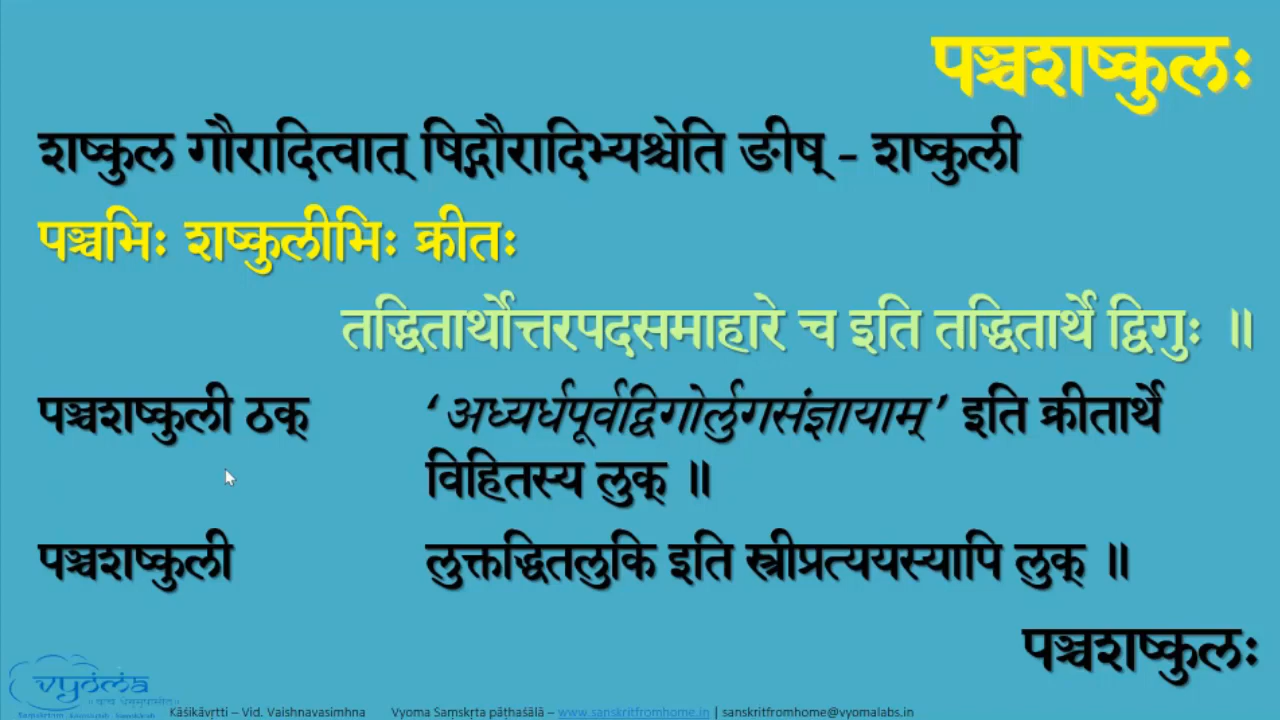 पञ्चशष्कुलः
शष्कुल गौरादित्वात् षिद्गौरादिभ्यश्चेति ङीष् - शष्कुली
पञ्चभिः शष्कुलीभिः क्रीतः
तद्धितार्थोत्तरपदसमाहारे च इति तद्धितार्थे द्विगुः ॥
पञ्चशष्कुली ठक् ‘अध्यर्धपूर्वद्विगोर्लुगसंज्ञायाम्’ इति क्रीतार्थे
विहितस्य लुक् ॥
पञ्चशष्कुली लुक्तद्धितलुकि इति स्त्रीप्रत्ययस्यापि लुक् ॥
पञ्चशष्कुलः
vyoma
Kāśikāvṛtti – Vid. Vaishnavasimhna Vyoma Saṃskṛta pāṭhaśālā – www.sanskritfromhome.in | sanskritfromhome@vyomalabs.in